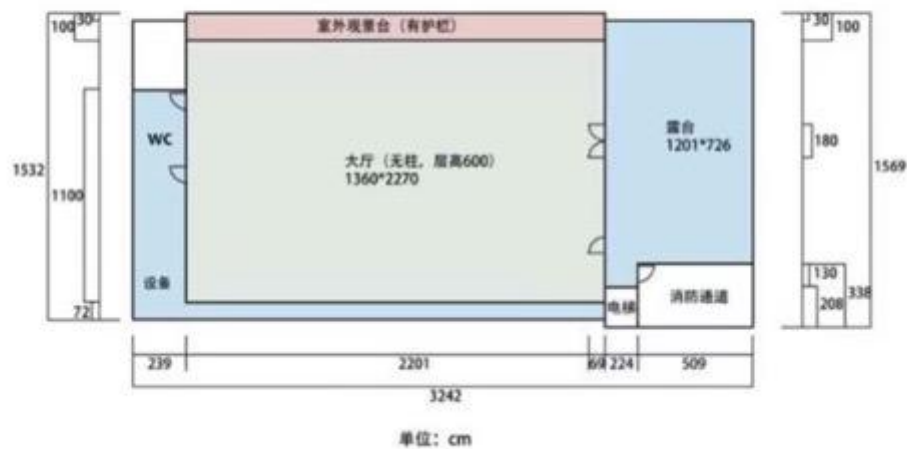 室外观景台（有护栏）
30
100
30
100
WC
大厅（无柱，层高600）
1360*2270
露台
1201*726
180
1532
1100
1569
设备
72
电梯
消防通道
130
208
338
239
2201
69
224
509
3242
单位：cm